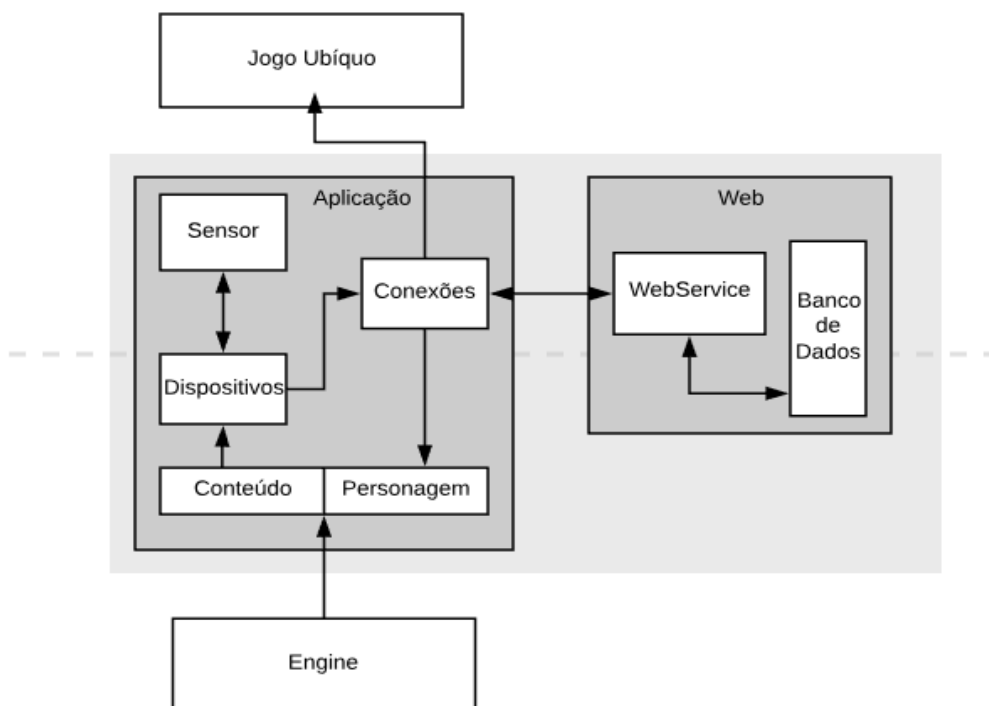 Jogo Ubíquo
Aplicação
Sensor
Conexões
Dispositivos
Conteúdo
Personagem
Web
WebService
Banco
de
Dados
Engine